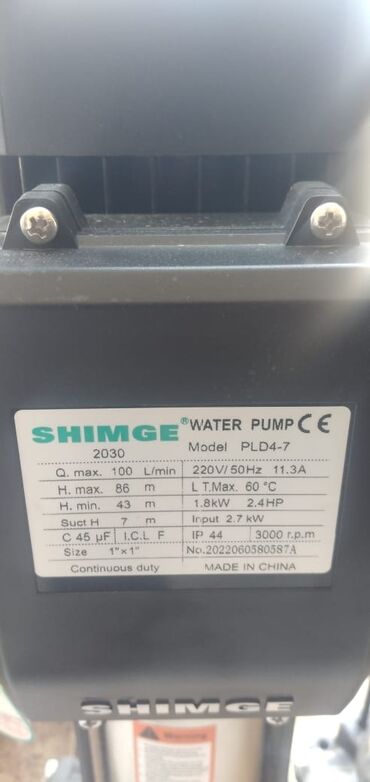 SHIMGE® WATER PUMP CE
2030 Model PLD4-7
Q. max. 100 L/min 220V/50Hz 11.3A
H. max. 86 m L T.Max. 60 °C
H. min. 43 m 1.8kW 2.4HP
Suct H 7 m Input 2.7 kW
C 45 µF I.C.L F IP 44 3000 r.p.m
Size 1"×1" No.2022060580587A
Continuous duty MADE IN CHINA
SHIMGE
Warning